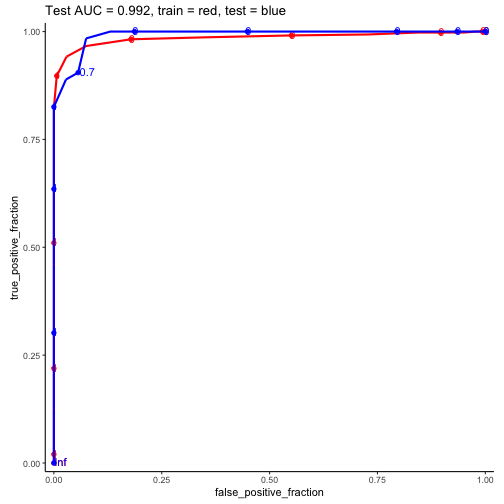 Test AUC = 0.992, train = red, test = blue
1.00
0.75
0.50
0.25
0.00
true_positive_fraction
0.7
Inf
0.00
0.25
0.50
0.75
1.00
false_positive_fraction